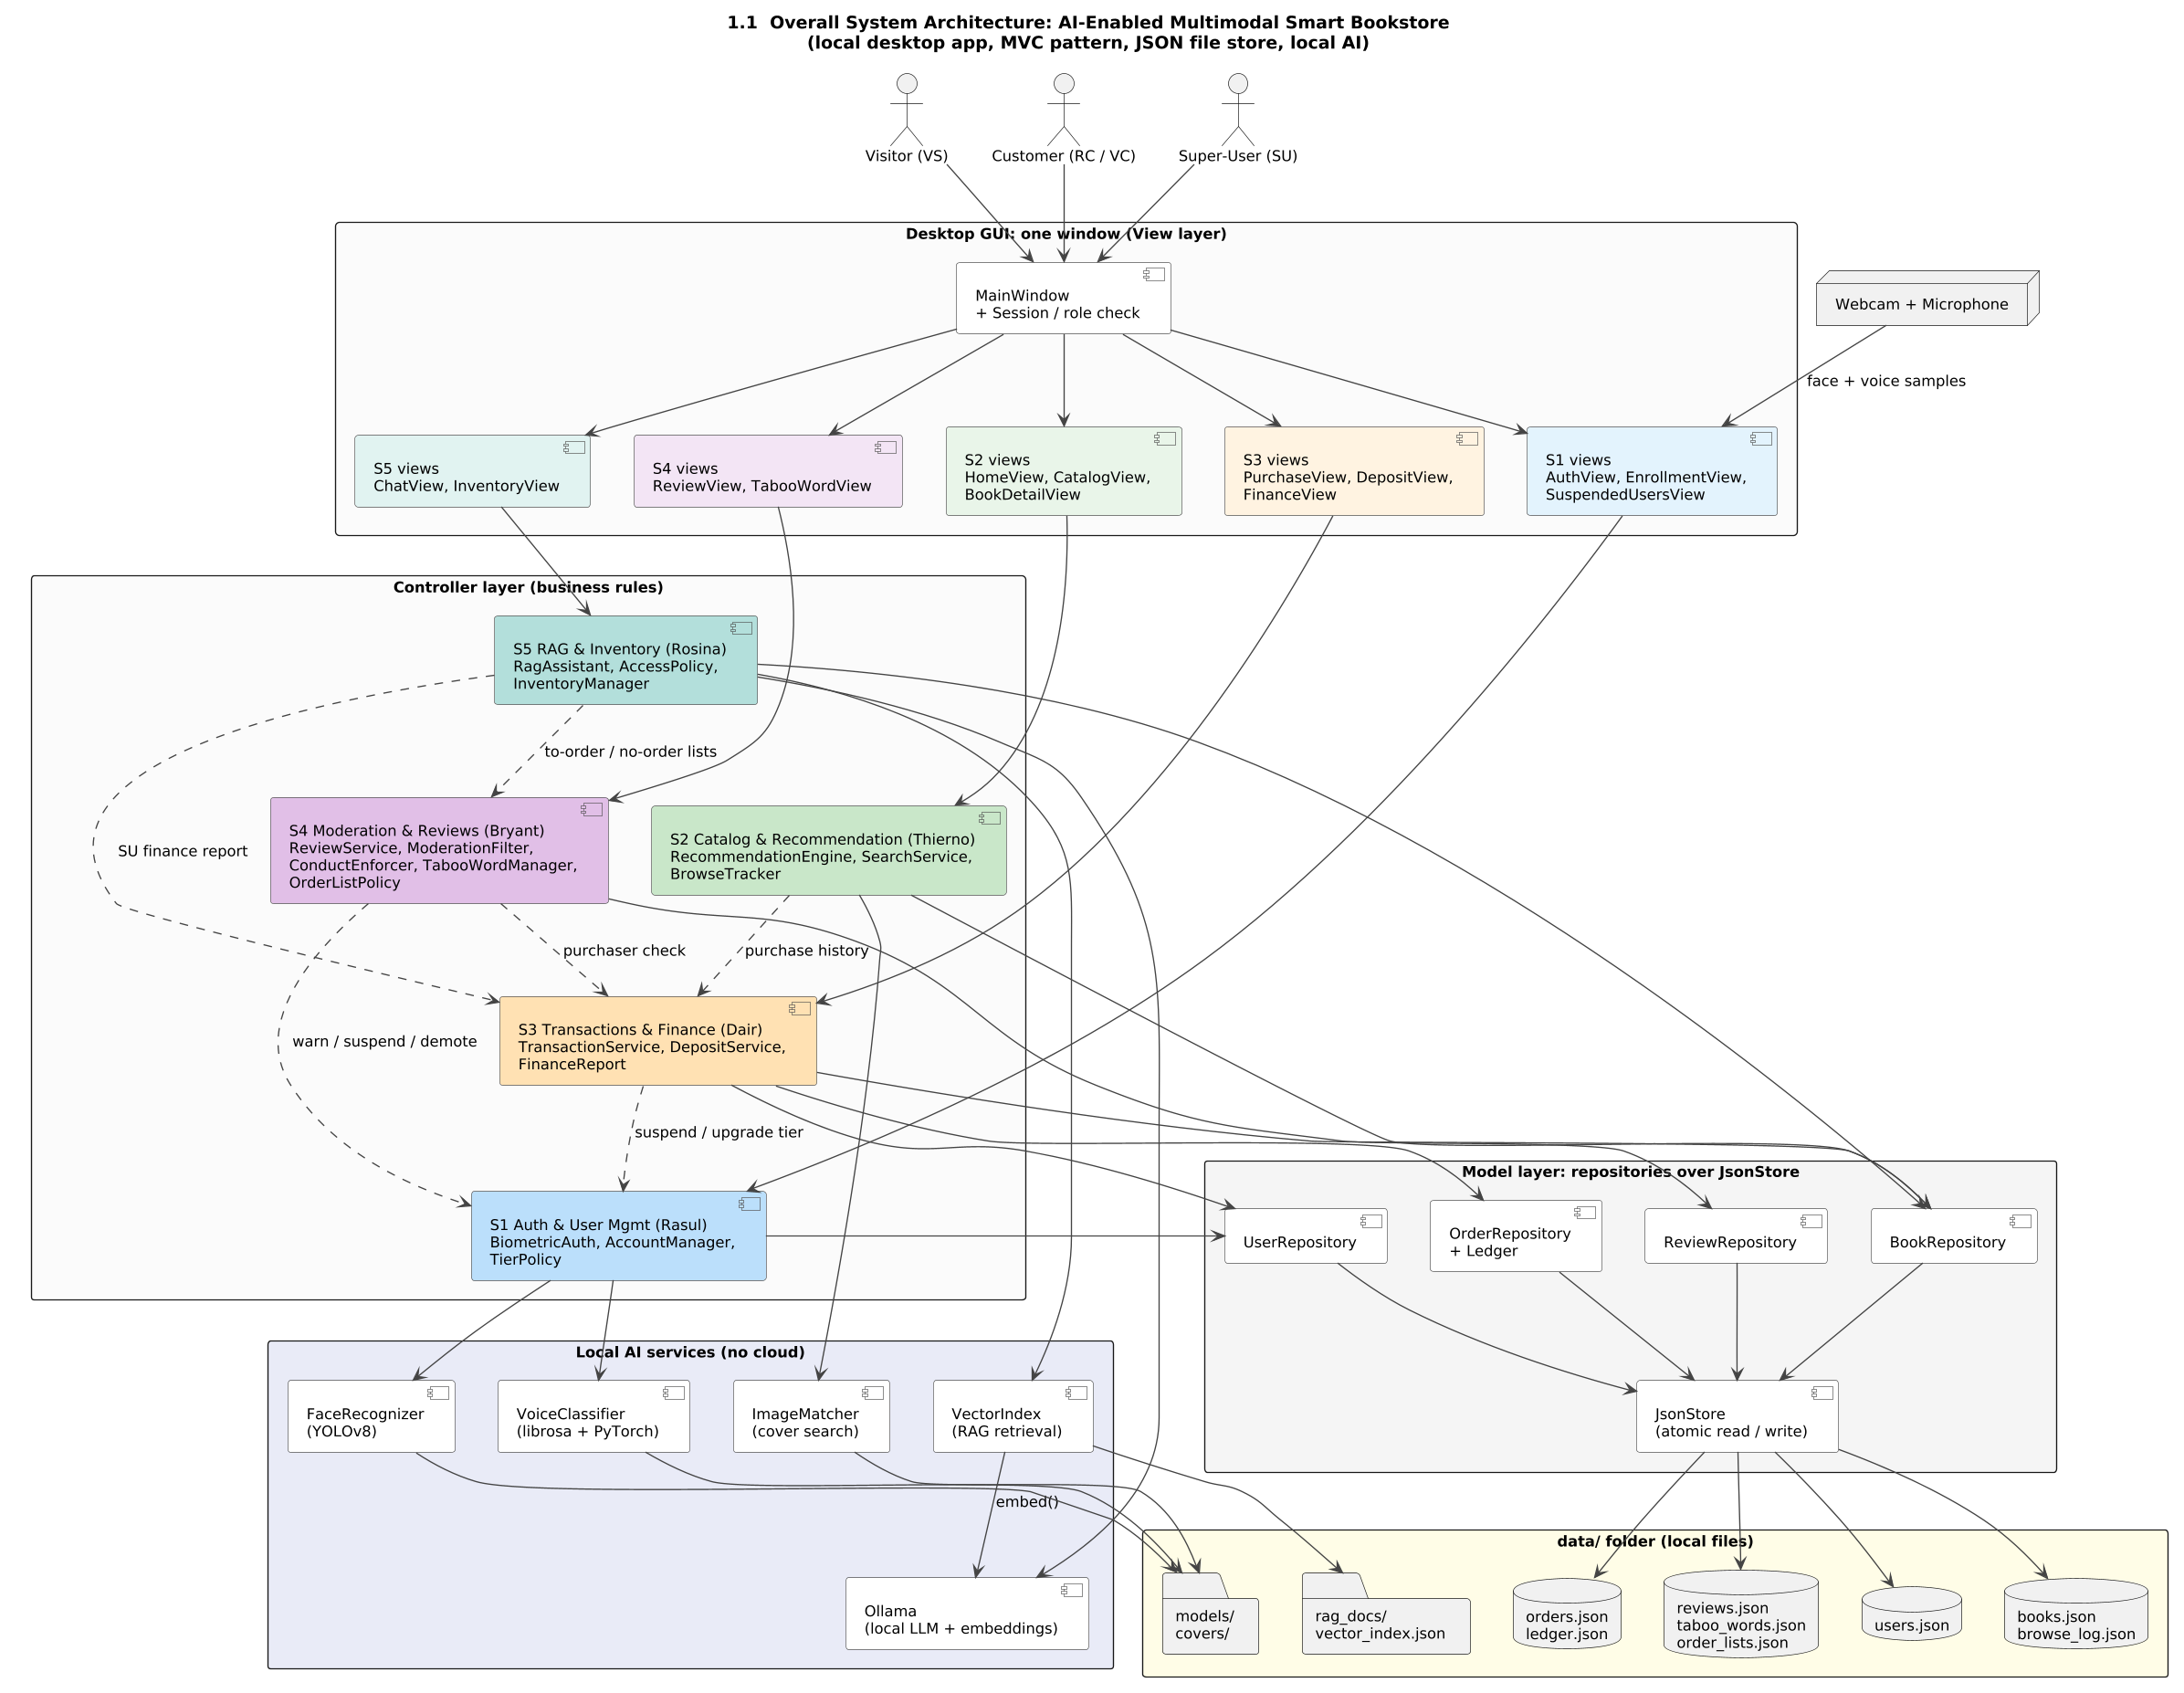 1.1  Overall System Architecture: AI-Enabled Multimodal Smart Bookstore
(local desktop app, MVC pattern, JSON file store, local AI)
Visitor (VS)
Customer (RC / VC)
Super-User (SU)
Desktop GUI: one window (View layer)
MainWindow
+ Session / role check
Webcam + Microphone
face + voice samples
S5 views
ChatView, InventoryView
S4 views
ReviewView, TabooWordView
S2 views
HomeView, CatalogView,
BookDetailView
S3 views
PurchaseView, DepositView,
FinanceView
S1 views
AuthView, EnrollmentView,
SuspendedUsersView
Controller layer (business rules)
S5 RAG & Inventory (Rosina)
RagAssistant, AccessPolicy,
InventoryManager
to-order / no-order lists
SU finance report
S4 Moderation & Reviews (Bryant)
ReviewService, ModerationFilter,
ConductEnforcer, TabooWordManager,
OrderListPolicy
S2 Catalog & Recommendation (Thierno)
RecommendationEngine, SearchService,
BrowseTracker
purchaser check
purchase history
warn / suspend / demote
S3 Transactions & Finance (Dair)
TransactionService, DepositService,
FinanceReport
suspend / upgrade tier
S1 Auth & User Mgmt (Rasul)
BiometricAuth, AccountManager,
TierPolicy
Model layer: repositories over JsonStore
UserRepository
OrderRepository
+ Ledger
ReviewRepository
BookRepository
JsonStore
(atomic read / write)
Local AI services (no cloud)
FaceRecognizer
(YOLOv8)
VoiceClassifier
(librosa + PyTorch)
ImageMatcher
(cover search)
VectorIndex
(RAG retrieval)
embed()
Ollama
(local LLM + embeddings)
data/ folder (local files)
models/
covers/
rag_docs/
vector_index.json
orders.json
ledger.json
reviews.json
taboo_words.json
order_lists.json
users.json
books.json
browse_log.json